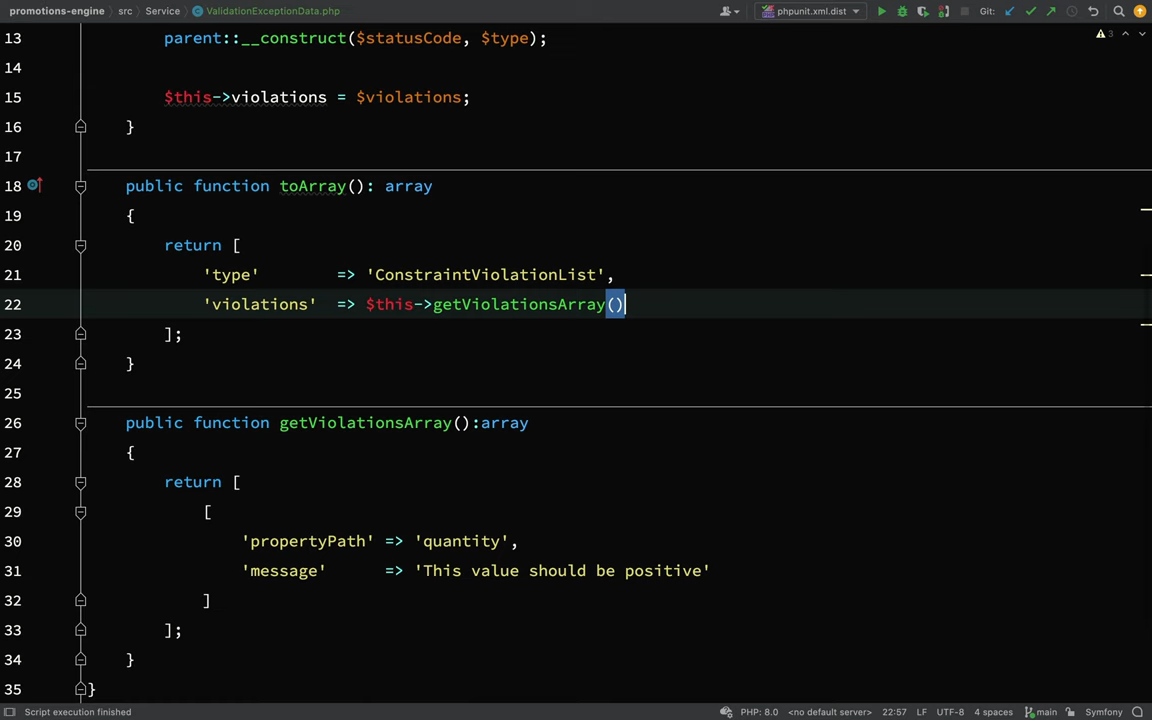 promotions-engine src Service ValidationExceptionData.php phpunit.xml.dist Git:
3
13 parent::__construct($statusCode, $type);
14
15 $this->violations = $violations;
16 }
17
18 public function toArray(): array
19 {
20 return [
21 'type' => 'ConstraintViolationList',
22 'violations' => $this->getViolationsArray()
23 ];
24 }
25
26 public function getViolationsArray():array
27 {
28 return [
29 [
30 'propertyPath' => 'quantity',
31 'message' => 'This value should be positive'
32 ]
33 ];
34 }
35 }
Script execution finished PHP: 8.0 <no default server> 22:57 LF UTF-8 4 spaces main Symfony